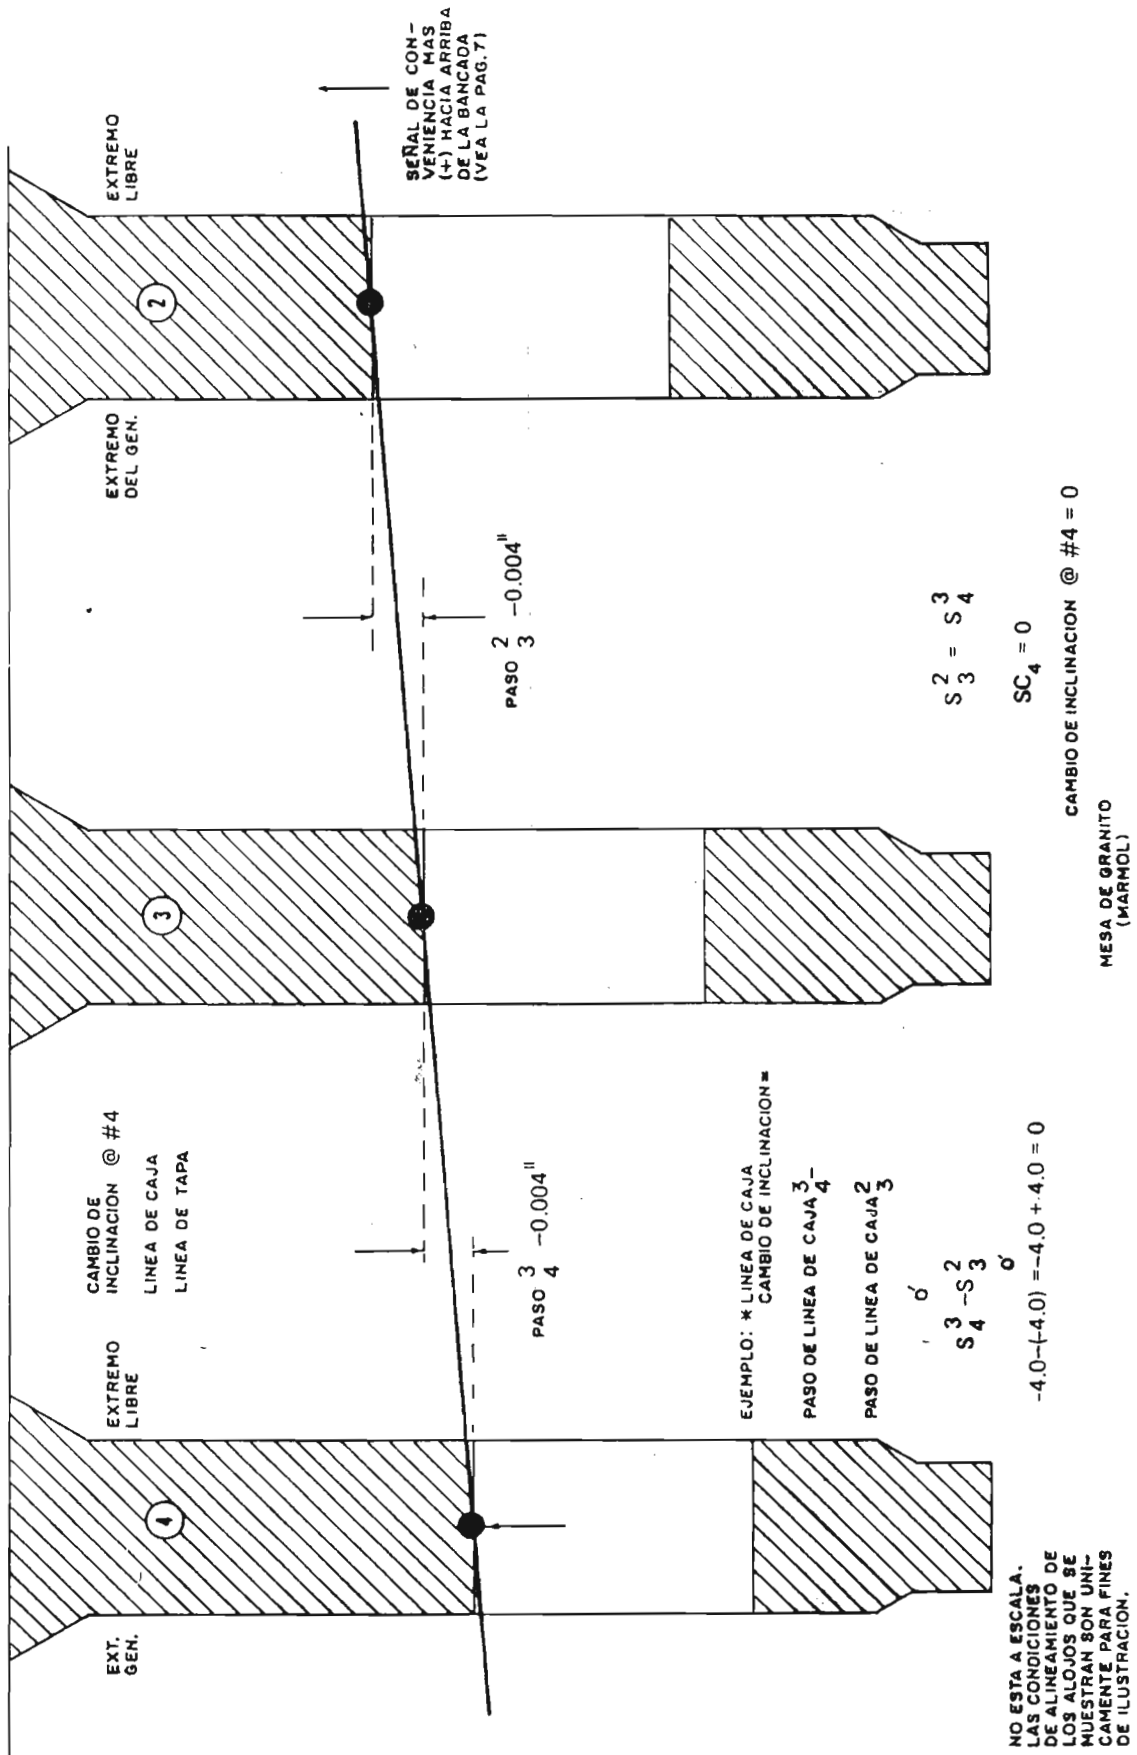 EXT.
GEN.
4
EXTREMO
LIBRE
CAMBIO DE
INCLINACION @ #4
LINEA DE CAJA
LINEA DE TAPA
3
EXTREMO
DEL GEN.
2
EXTREMO
LIBRE
SEÑAL DE CON-
VENIENCIA MAS
(+) HACIA ARRIBA
DE LA BANCADA
(VEA LA PAG.7)
PASO 3/4 -0.004"
PASO 2/3 -0.004"
EJEMPLO: * LINEA DE CAJA
CAMBIO DE INCLINACION =
PASO DE LINEA DE CAJA 3/4 -
PASO DE LINEA DE CAJA 2/3
ó
S 3/4 - S 2/3
ó
-4.0-(-4.0) = -4.0 + 4.0 = 0
S 2/3 = S 3/4
SC4 = 0
CAMBIO DE INCLINACION @ #4 = 0
MESA DE GRANITO
(MARMOL)
NO ESTA A ESCALA.
LAS CONDICIONES
DE ALINEAMIENTO DE
LOS ALOJOS QUE SE
MUESTRAN SON UNI-
CAMENTE PARA FINES
DE ILUSTRACION.